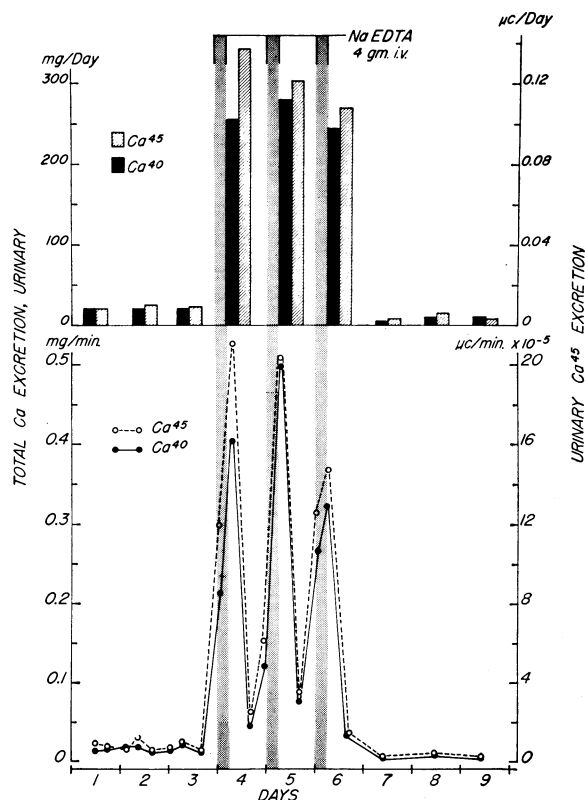 Na EDTA
4 gm. i.v.
mg/Day
μc/Day
300
200
100
0
0.12
0.08
0.04
0
Ca45
Ca40
TOTAL Ca EXCRETION, URINARY
URINARY Ca45 EXCRETION
mg/min.
μc/min. x10-5
0.5
0.4
0.3
0.2
0.1
0
20
16
12
8
4
0
Ca45
Ca40
1 2 3 4 5 6 7 8 9
DAYS